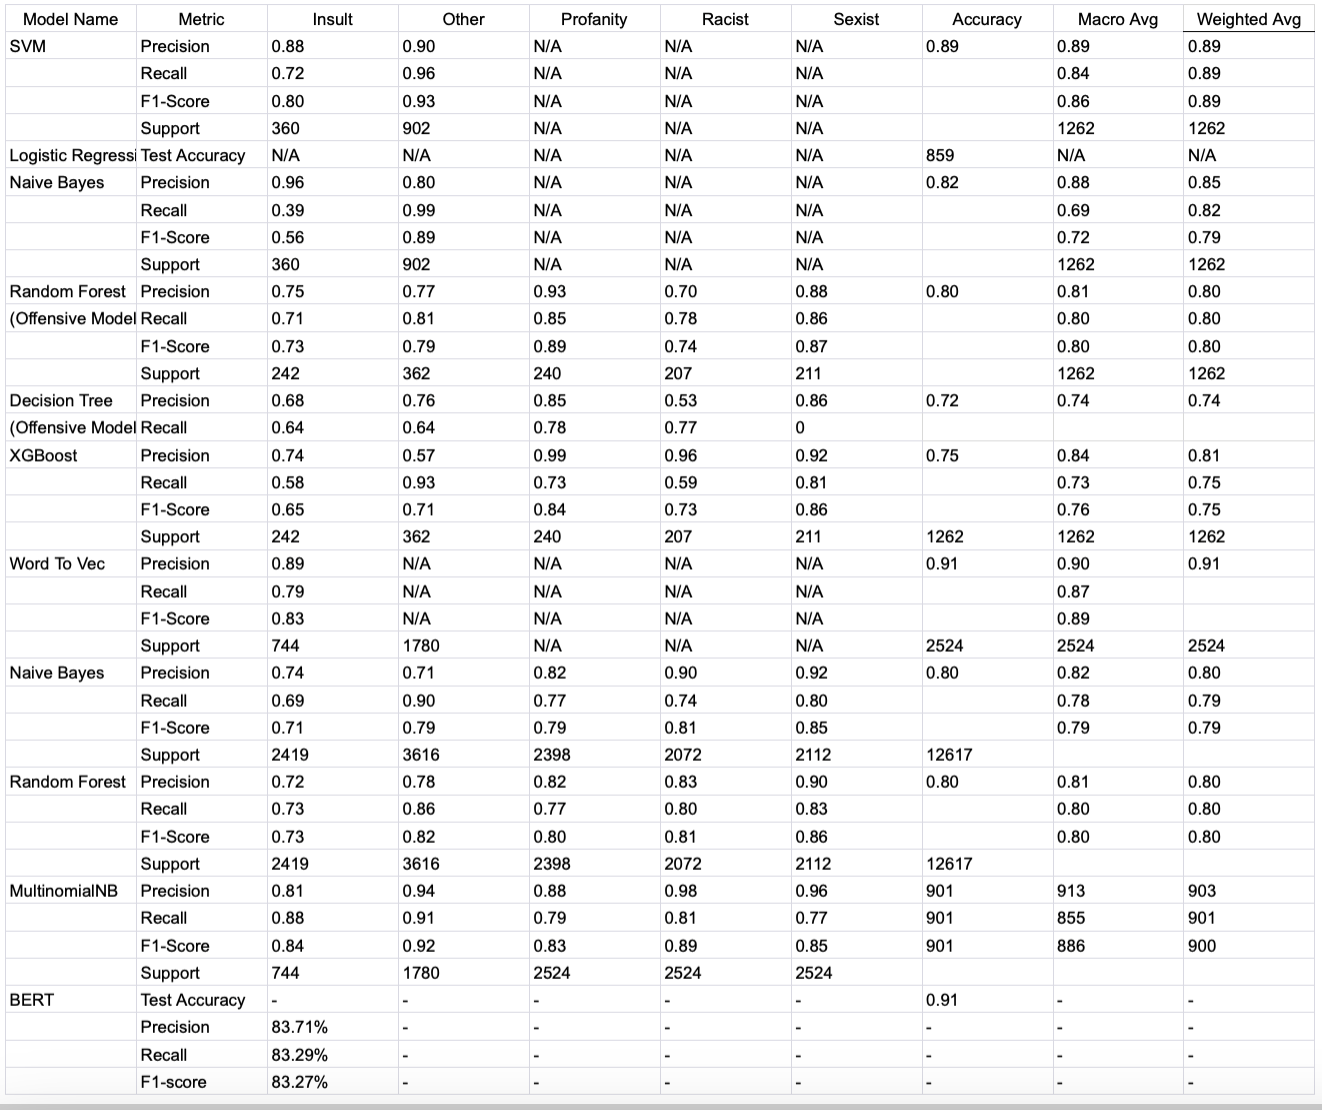 Model Name Metric Insult Other Profanity Racist Sexist Accuracy Macro Avg Weighted Avg
SVM Precision 0.88 0.90 N/A N/A N/A 0.89 0.89 0.89
Recall 0.72 0.96 N/A N/A N/A 0.84 0.89
F1-Score 0.80 0.93 N/A N/A N/A 0.86 0.89
Support 360 902 N/A N/A N/A 1262 1262
Logistic Regressi Test Accuracy N/A N/A N/A N/A N/A 859 N/A N/A
Naive Bayes Precision 0.96 0.80 N/A N/A N/A 0.82 0.88 0.85
Recall 0.39 0.99 N/A N/A N/A 0.69 0.82
F1-Score 0.56 0.89 N/A N/A N/A 0.72 0.79
Support 360 902 N/A N/A N/A 1262 1262
Random Forest Precision 0.75 0.77 0.93 0.70 0.88 0.80 0.81 0.80
(Offensive Model Recall 0.71 0.81 0.85 0.78 0.86 0.80 0.80
F1-Score 0.73 0.79 0.89 0.74 0.87 0.80 0.80
Support 242 362 240 207 211 1262 1262
Decision Tree Precision 0.68 0.76 0.85 0.53 0.86 0.72 0.74 0.74
(Offensive Model Recall 0.64 0.64 0.78 0.77 0
XGBoost Precision 0.74 0.57 0.99 0.96 0.92 0.75 0.84 0.81
Recall 0.58 0.93 0.73 0.59 0.81 0.73 0.75
F1-Score 0.65 0.71 0.84 0.73 0.86 0.76 0.75
Support 242 362 240 207 211 1262 1262 1262
Word To Vec Precision 0.89 N/A N/A N/A N/A 0.91 0.90 0.91
Recall 0.79 N/A N/A N/A N/A 0.87
F1-Score 0.83 N/A N/A N/A N/A 0.89
Support 744 1780 N/A N/A N/A 2524 2524 2524
Naive Bayes Precision 0.74 0.71 0.82 0.90 0.92 0.80 0.82 0.80
Recall 0.69 0.90 0.77 0.74 0.80 0.78 0.79
F1-Score 0.71 0.79 0.79 0.81 0.85 0.79 0.79
Support 2419 3616 2398 2072 2112 12617
Random Forest Precision 0.72 0.78 0.82 0.83 0.90 0.80 0.81 0.80
Recall 0.73 0.86 0.77 0.80 0.83 0.80 0.80
F1-Score 0.73 0.82 0.80 0.81 0.86 0.80 0.80
Support 2419 3616 2398 2072 2112 12617
MultinomialNB Precision 0.81 0.94 0.88 0.98 0.96 901 913 903
Recall 0.88 0.91 0.79 0.81 0.77 901 855 901
F1-Score 0.84 0.92 0.83 0.89 0.85 901 886 900
Support 744 1780 2524 2524 2524
BERT Test Accuracy - - - - - 0.91 - -
Precision 83.71% - - - - - - -
Recall 83.29% - - - - - - -
F1-score 83.27% - - - - - - -